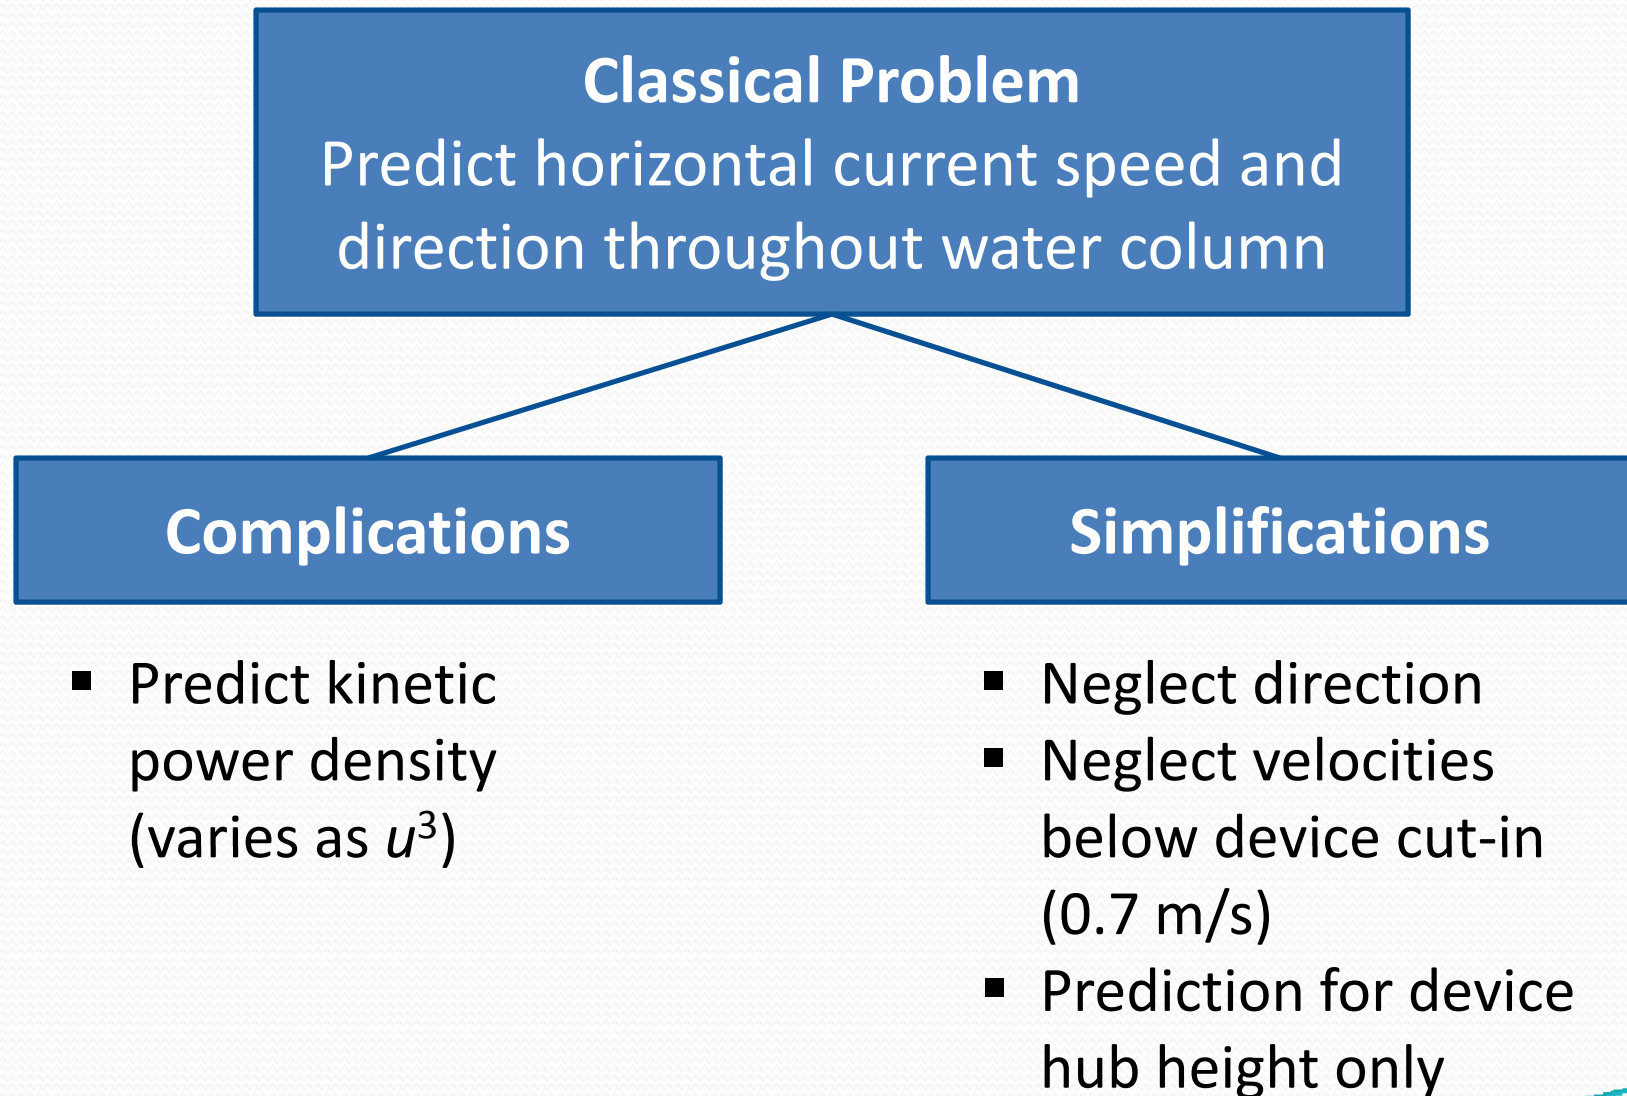 Classical Problem
Predict horizontal current speed and
direction throughout water column
Complications
Simplifications
▪ Predict kinetic
power density
(varies as u³)
▪ Neglect direction
▪ Neglect velocities
below device cut-in
(0.7 m/s)
▪ Prediction for device
hub height only